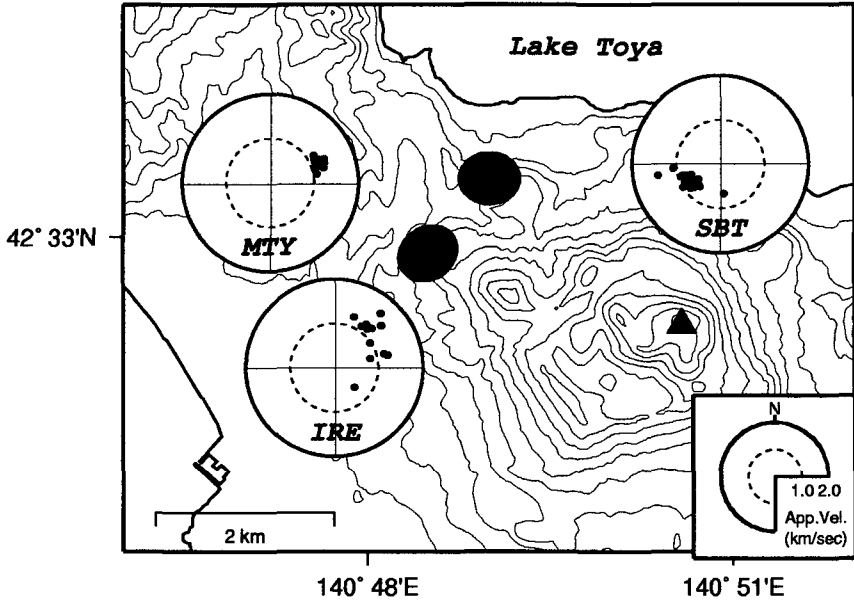 Lake Toya
MTY
SBT
42° 33'N
IRE
N
1.0 2.0
App.Vel.
(km/sec)
2 km
140° 48'E
140° 51'E